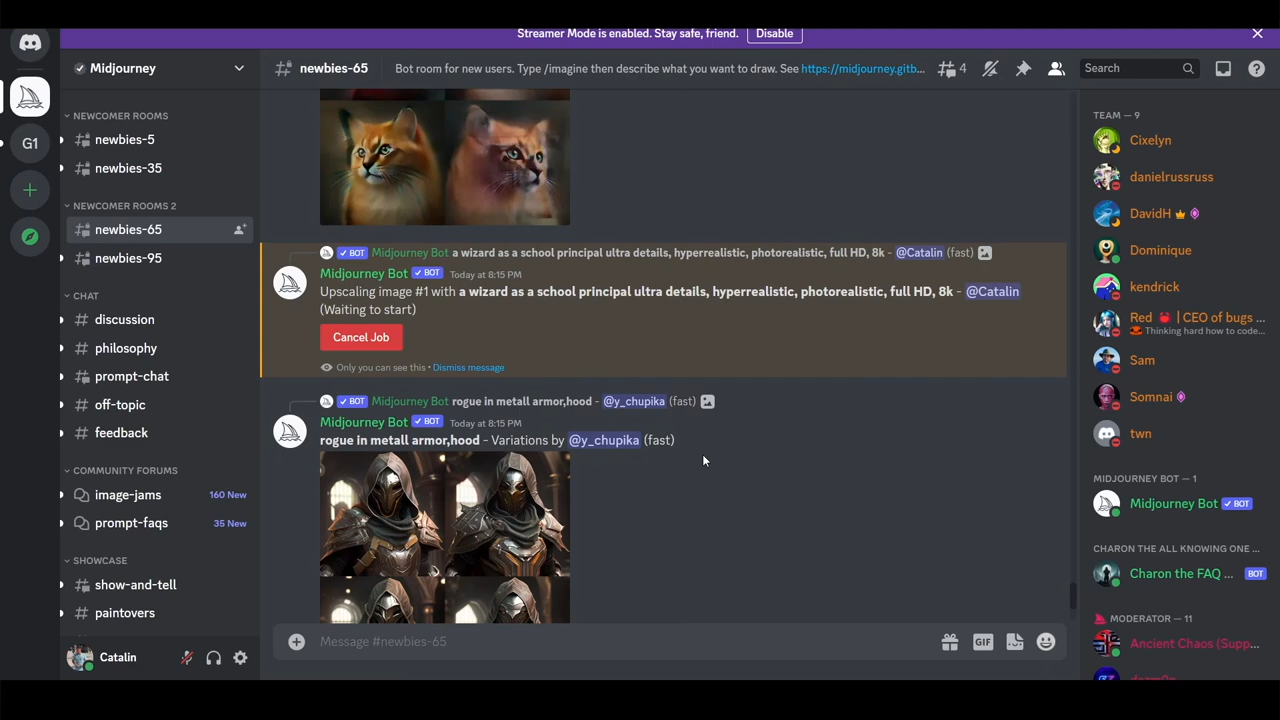 Streamer Mode is enabled. Stay safe, friend.
Disable
Midjourney
newbies-65
Bot room for new users. Type /imagine then describe what you want to draw. See https://midjourney.gitb...
4
Search
NEWCOMER ROOMS
newbies-5
newbies-35
NEWCOMER ROOMS 2
newbies-65
newbies-95
CHAT
discussion
philosophy
prompt-chat
off-topic
feedback
COMMUNITY FORUMS
image-jams 160 New
prompt-faqs 35 New
SHOWCASE
show-and-tell
paintovers
G1
Catalin
BOT Midjourney Bot a wizard as a school principal ultra details, hyperrealistic, photorealistic, full HD, 8k - @Catalin (fast)
Midjourney Bot BOT Today at 8:15 PM
Upscaling image #1 with a wizard as a school principal ultra details, hyperrealistic, photorealistic, full HD, 8k - @Catalin
(Waiting to start)
Cancel Job
Only you can see this • Dismiss message
BOT Midjourney Bot rogue in metall armor,hood - @y_chupika (fast)
Midjourney Bot BOT Today at 8:15 PM
rogue in metall armor,hood - Variations by @y_chupika (fast)
Message #newbies-65
GIF
TEAM — 9
Cixelyn
danielrussruss
DavidH
Dominique
kendrick
Red | CEO of bugs ...
Thinking hard how to code...
Sam
Somnai
twn
MIDJOURNEY BOT — 1
Midjourney Bot BOT
CHARON THE ALL KNOWING ONE ...
Charon the FAQ ... BOT
MODERATOR — 11
Ancient Chaos (Supp...